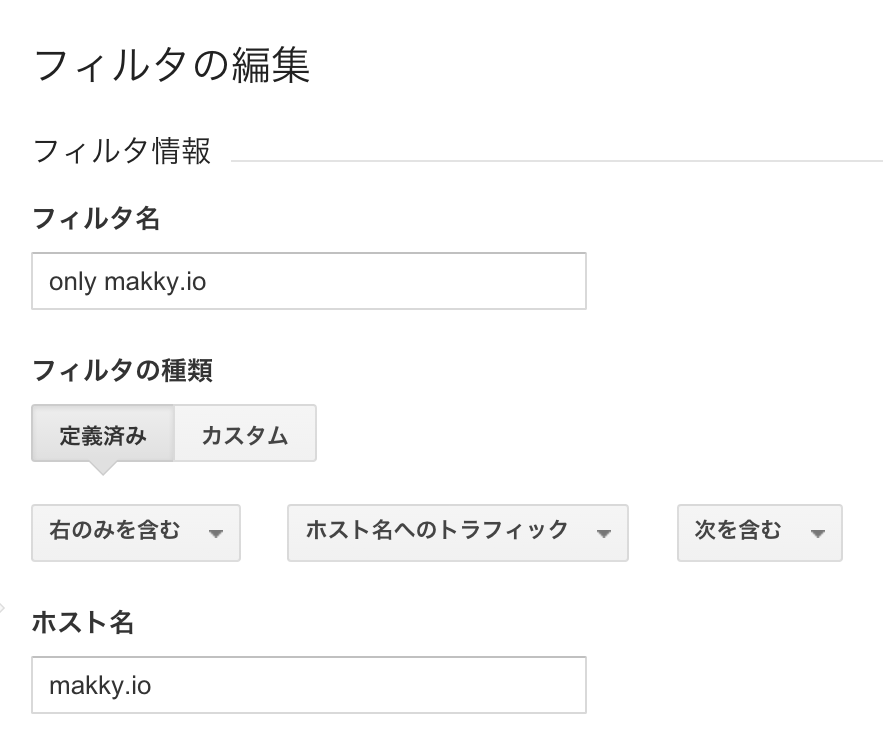 フィルタの編集
フィルタ情報
フィルタ名
only makky.io
フィルタの種類
定義済み カスタム
右のみを含む ホスト名へのトラフィック 次を含む
ホスト名
makky.io